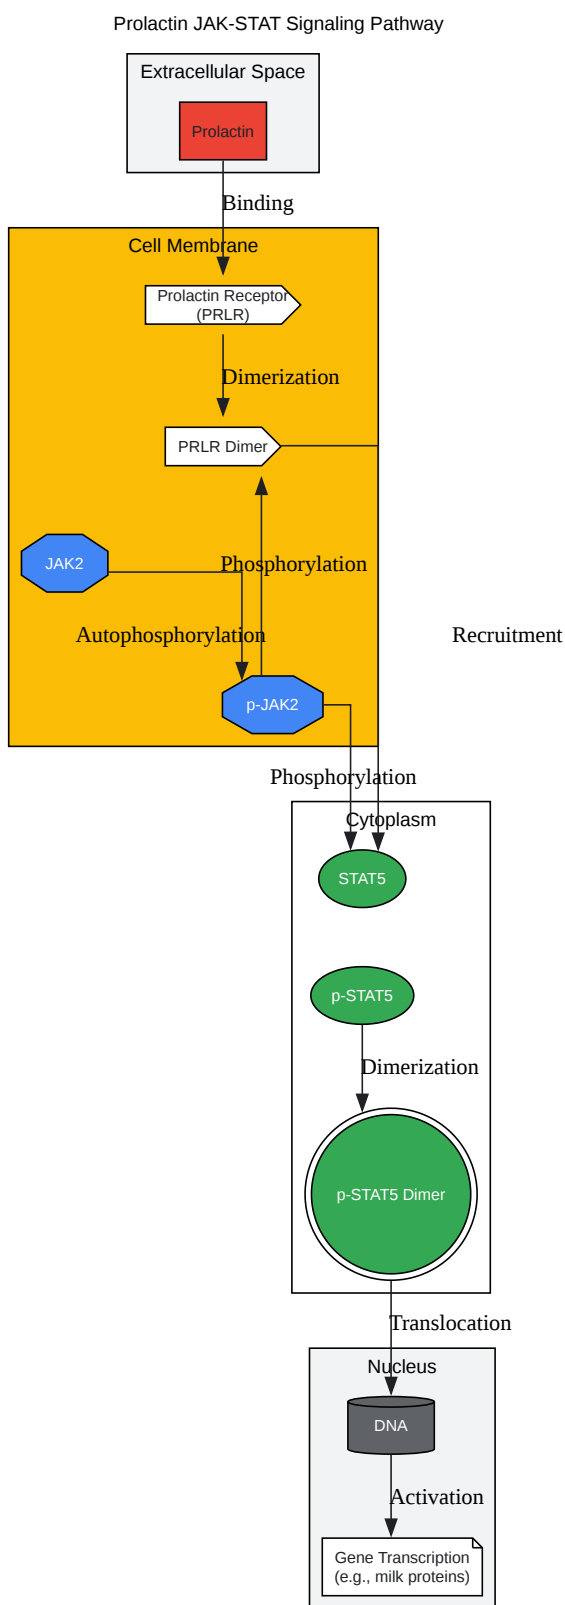 Prolactin JAK-STAT Signaling Pathway
Extracellular Space
Prolactin
Binding
Cell Membrane
Prolactin Receptor
(PRLR)
Dimerization
PRLR Dimer
JAK2
Phosphorylation
Autophosphorylation
Recruitment
p-JAK2
Phosphorylation
Cytoplasm
STAT5
p-STAT5
Dimerization
p-STAT5 Dimer
Translocation
Nucleus
DNA
Activation
Gene Transcription
(e.g., milk proteins)